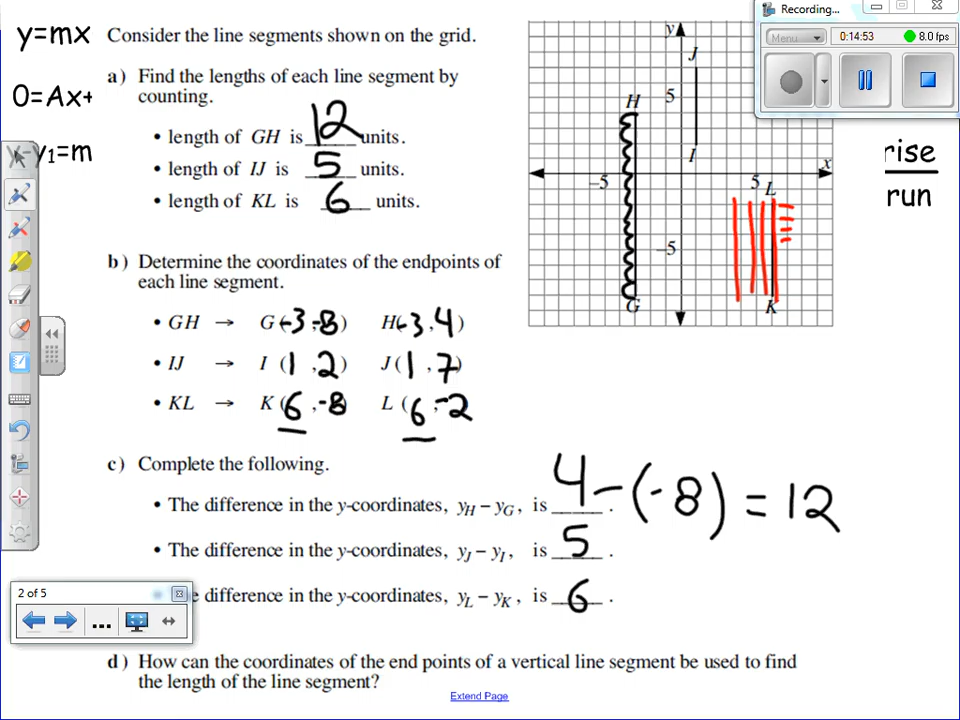 Recording...
Menu
0:14:53
8.0 fps
y=mx
Consider the line segments shown on the grid.
a) Find the lengths of each line segment by
counting.
0=Ax+
• length of GH is 12 units.
y1=m
• length of IJ is 5 units.
• length of KL is 6 units.
y
J
H
5
I
x
-5
5
L
-5
G
K
rise
run
b) Determine the coordinates of the endpoints of
each line segment.
• GH → G(-3,-8) H(-3,4)
• IJ → I (1,2) J(1,7)
• KL → K(6,-8) L (6,-2)
c) Complete the following.
• The difference in the y-coordinates, yH – yG, is 4 . -(-8) = 12
• The difference in the y-coordinates, yJ – yI, is 5 .
e difference in the y-coordinates, yL – yK, is 6 .
2 of 5
...
d) How can the coordinates of the end points of a vertical line segment be used to find
the length of the line segment?
Extend Page